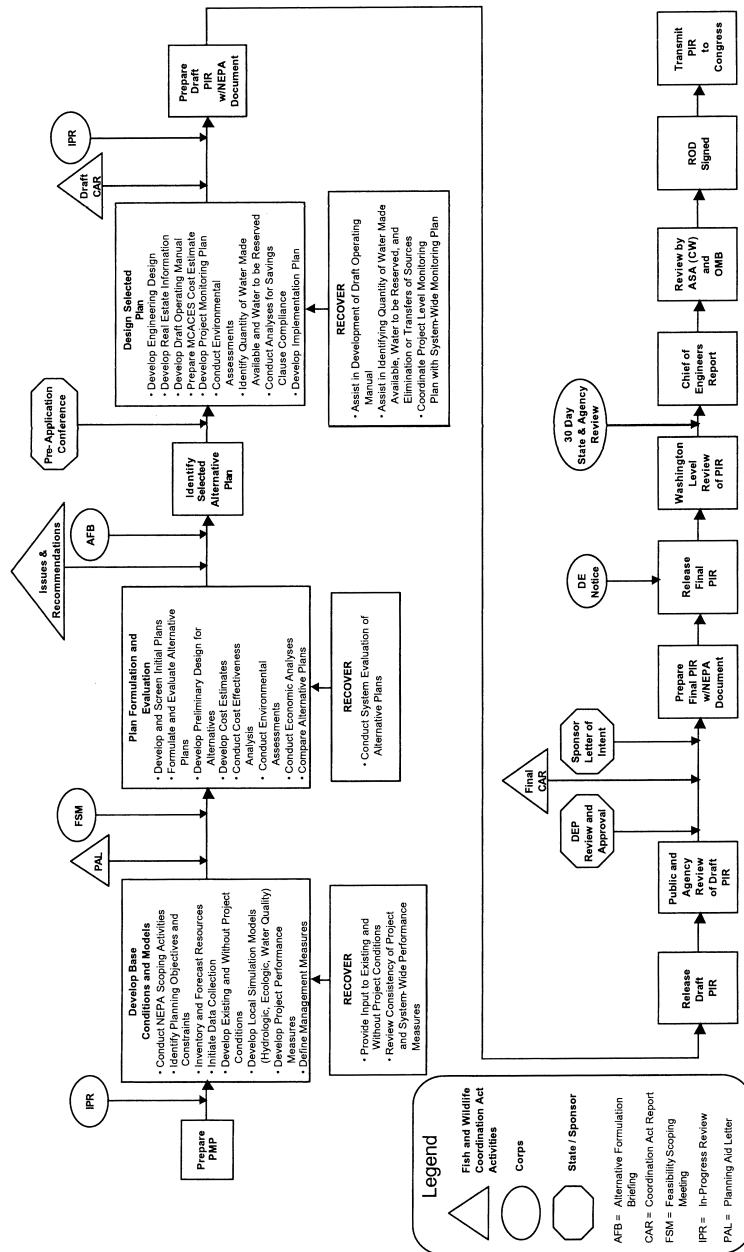 Prepare
PMP
IPR
Develop Base
Conditions and Models
• Conduct NEPA Scoping Activities
• Identify Planning Objectives and
Constraints
• Inventory and Forecast Resources
• Initiate Data Collection
• Develop Existing and Without Project
Conditions
• Develop Local Simulation Models
(Hydrologic, Ecologic, Water Quality)
• Develop Project Performance
Measures
• Define Management Measures
RECOVER
• Provide Input to Existing and
Without Project Conditions
• Review Consistency of Project
and System-Wide Performance
Measures
PAL
FSM
Plan Formulation and
Evaluation
• Develop and Screen Initial Plans
• Formulate and Evaluate Alternative
Plans
• Develop Preliminary Design for
Alternatives
• Develop Cost Estimates
• Conduct Cost Effectiveness
Analysis
• Conduct Environmental
Assessments
• Conduct Economic Analyses
• Compare Alternative Plans
RECOVER
• Conduct System Evaluation of
Alternative Plans
Issues &
Recommendations
AFB
Identify
Selected
Alternative
Plan
Pre-Application
Conference
Design Selected
Plan
• Develop Engineering Design
• Develop Real Estate Information
• Develop Draft Operating Manual
• Prepare MCACES Cost Estimate
• Develop Project Monitoring Plan
• Conduct Environmental
Assessments
• Identify Quantity of Water Made
Available and Water to be Reserved
• Conduct Analyses for Savings
Clause Compliance
• Develop Implementation Plan
RECOVER
• Assist in Development of Draft Operating
Manual
• Assist in Identifying Quantity of Water Made
Available, Water to be Reserved, and
Elimination or Transfers of Sources
• Coordinate Project Level Monitoring
Plan with System-Wide Monitoring Plan
Draft
CAR
IPR
Prepare
Draft
PIR
w/NEPA
Document
Release
Draft
PIR
Public and
Agency
Review
of Draft
PIR
DEP
Review and
Approval
Final
CAR
Sponsor
Letter of
Intent
Prepare
Final PIR
w/NEPA
Document
DE
Notice
Release
Final
PIR
Washington
Level
Review
of PIR
30 Day
State & Agency
Review
Chief of
Engineers
Report
Review by
ASA (CW)
and
OMB
ROD
Signed
Transmit
PIR
to
Congress
Legend
Fish and Wildlife
Coordination Act
Activities
Corps
State / Sponsor
AFB = Alternative Formulation
Briefing
CAR = Coordination Act Report
FSM = Feasibility Scoping
Meeting
IPR = In-Progress Review
PAL = Planning Aid Letter